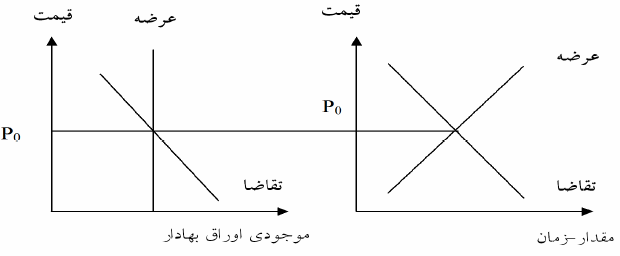 قیمت
عرضه
P₀
تقاضا
موجودی اوراق بهادار
قیمت
عرضه
P₀
تقاضا
مقدار-زمان